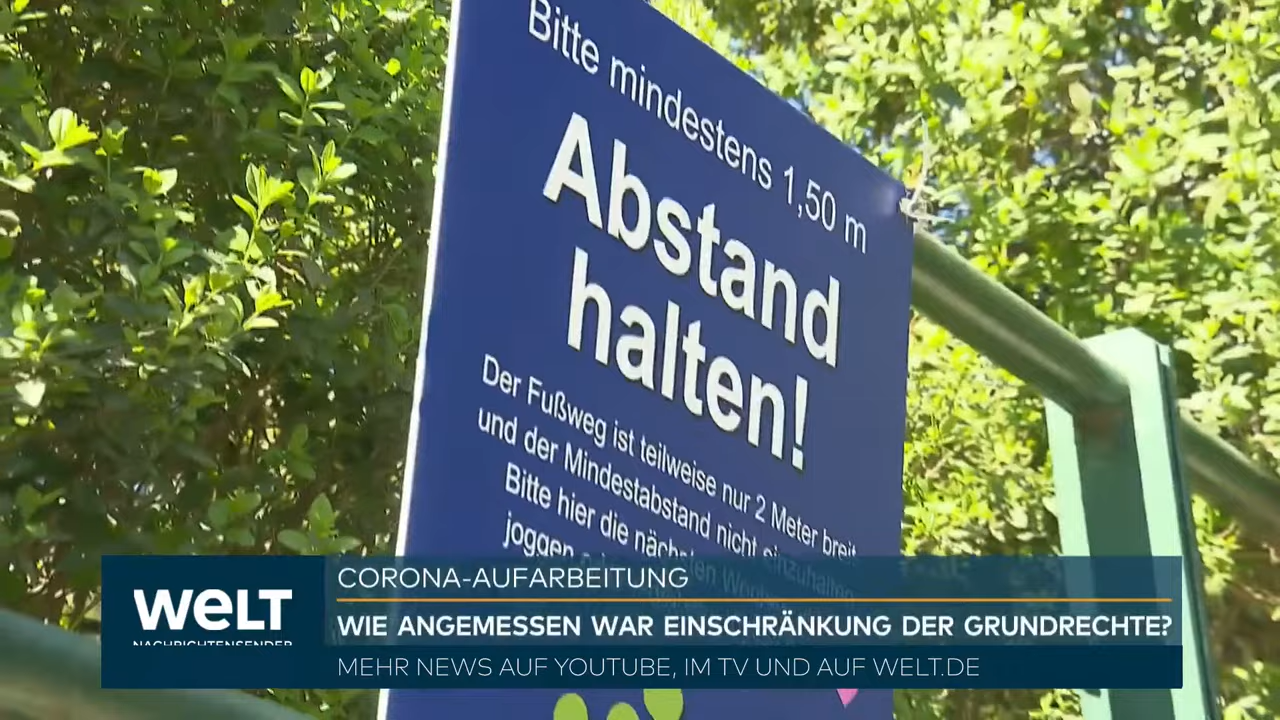 Bitte mindestens 1,50 m
Abstand
halten!
Der Fußweg ist teilweise nur 2 Meter breit
und der Mindestabstand nicht einzuhalten
Bitte hier die
joggen
welt
NACHRICHTENSENDER
CORONA-AUFARBEITUNG
WIE ANGEMESSEN WAR EINSCHRÄNKUNG DER GRUNDRECHTE?
MEHR NEWS AUF YOUTUBE, IM TV UND AUF WELT.DE